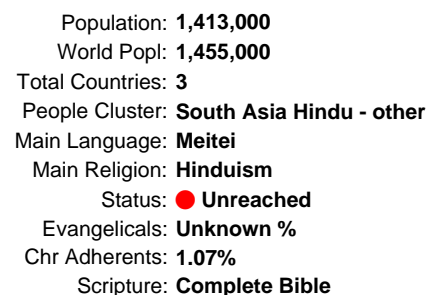 Population: 1,413,000
World Popl: 1,455,000
Total Countries: 3
People Cluster: South Asia Hindu - other
Main Language: Meitei
Main Religion: Hinduism
Status: Unreached
Evangelicals: Unknown %
Chr Adherents: 1.07%
Scripture: Complete Bible